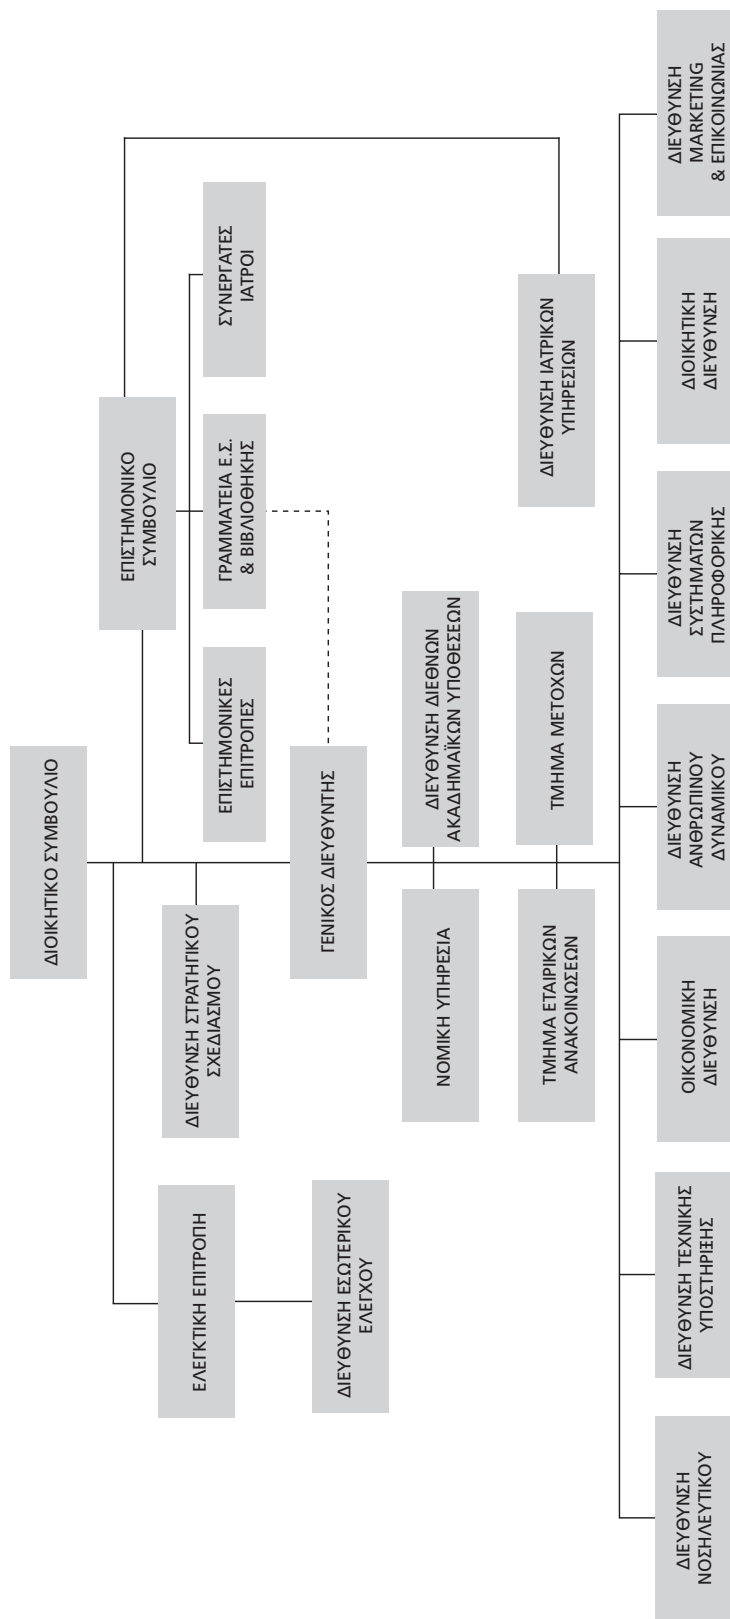 ΔΙΟΙΚΗΤΙΚΟ ΣΥΜΒΟΥΛΙΟ
ΕΠΙΣΤΗΜΟΝΙΚΟ
ΣΥΜΒΟΥΛΙΟ
ΕΛΕΓΚΤΙΚΗ ΕΠΙΤΡΟΠΗ
ΔΙΕΥΘΥΝΣΗ ΣΤΡΑΤΗΓΙΚΟΥ
ΣΧΕΔΙΑΣΜΟΥ
ΕΠΙΣΤΗΜΟΝΙΚΕΣ
ΕΠΙΤΡΟΠΕΣ
ΓΡΑΜΜΑΤΕΙΑ Ε.Σ.
& ΒΙΒΛΙΟΘΗΚΗΣ
ΣΥΝΕΡΓΑΤΕΣ
ΙΑΤΡΟΙ
ΔΙΕΥΘΥΝΣΗ ΕΣΩΤΕΡΙΚΟΥ
ΕΛΕΓΧΟΥ
ΓΕΝΙΚΟΣ ΔΙΕΥΘΥΝΤΗΣ
ΝΟΜΙΚΗ ΥΠΗΡΕΣΙΑ
ΔΙΕΥΘΥΝΣΗ ΔΙΕΘΝΩΝ
ΑΚΑΔΗΜΑΪΚΩΝ ΥΠΟΘΕΣΕΩΝ
ΤΜΗΜΑ ΕΤΑΙΡΙΚΩΝ
ΑΝΑΚΟΙΝΩΣΕΩΝ
ΤΜΗΜΑ ΜΕΤΟΧΩΝ
ΔΙΕΥΘΥΝΣΗ ΙΑΤΡΙΚΩΝ
ΥΠΗΡΕΣΙΩΝ
ΔΙΕΥΘΥΝΣΗ
ΝΟΣΗΛΕΥΤΙΚΟΥ
ΔΙΕΥΘΥΝΣΗ ΤΕΧΝΙΚΗΣ
ΥΠΟΣΤΗΡΙΞΗΣ
ΟΙΚΟΝΟΜΙΚΗ
ΔΙΕΥΘΥΝΣΗ
ΔΙΕΥΘΥΝΣΗ
ΑΝΘΡΩΠΙΝΟΥ
ΔΥΝΑΜΙΚΟΥ
ΔΙΕΥΘΥΝΣΗ
ΣΥΣΤΗΜΑΤΩΝ
ΠΛΗΡΟΦΟΡΙΚΗΣ
ΔΙΟΙΚΗΤΙΚΗ
ΔΙΕΥΘΥΝΣΗ
ΔΙΕΥΘΥΝΣΗ
MARKETING
& ΕΠΙΚΟΙΝΩΝΙΑΣ